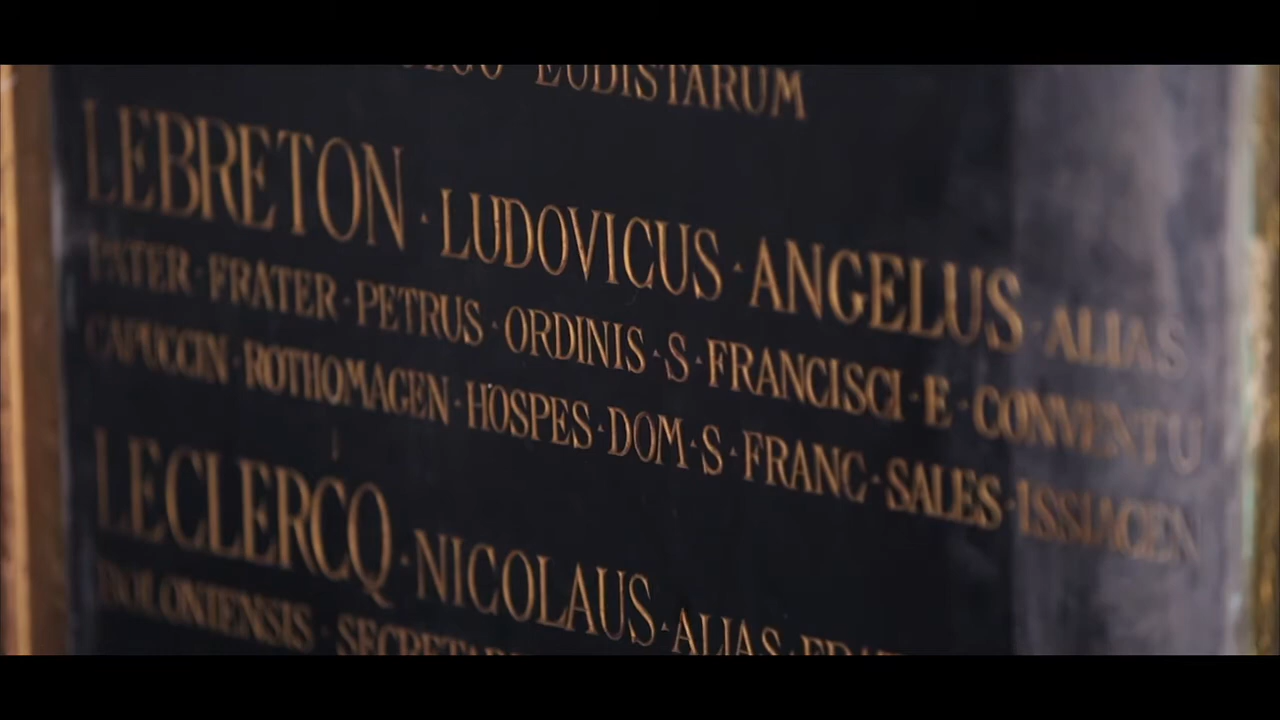 EUDISTARUM
LEBRETON · LUDOVICUS · ANGELUS · ALIAS
PATER · FRATER · PETRUS · ORDINIS · S · FRANCISCI · E · CONVENTU
CAPUCCIN · ROTHOMAGEN · HOSPES · DOM · S · FRANC · SALES · ISSIACEN
LECLERCQ · NICOLAUS · ALIAS